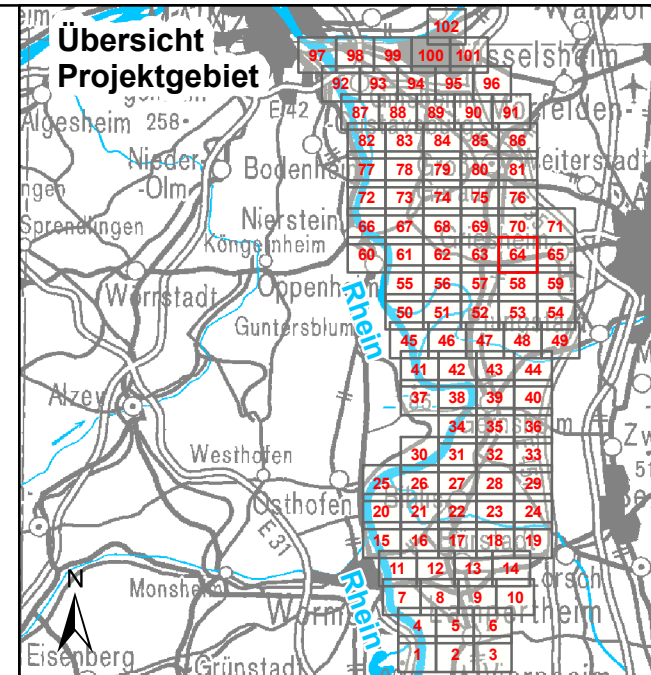 Übersicht
Projektgebiet
102
97 98 99 100 101
sselsheim
92 93 94 95 96
E 42
87 88 89 90 91
Algesheim 258
82 83 84 85 86
Nieder
-Olm
Bodenheim
77 78 79 80 81
Weiterstadt
72 73 74 75 76
Sprendlingen
Nierstein
66 67 68 69 70 71
Köngernheim
60 61 62 63 64 65
Wörrstadt
Oppenh.im
55 56 57 58 59
Rhein
Guntersblum
50 51 52 53 54
45 46 47 48 49
41 42 43 44
Alzey
37 38 39 40
34 35 36
Westhofen
30 31 32 33
25 26 27 28 29
Osthofen
20 21 22 23 24
E 31
15 16 17 18 19
11 12 13 14
Lorsch
N
Monsheim
Rhein
Worms
7 8 9 10
4 5 6
Eisenberg
Grünstadt
1 2 3